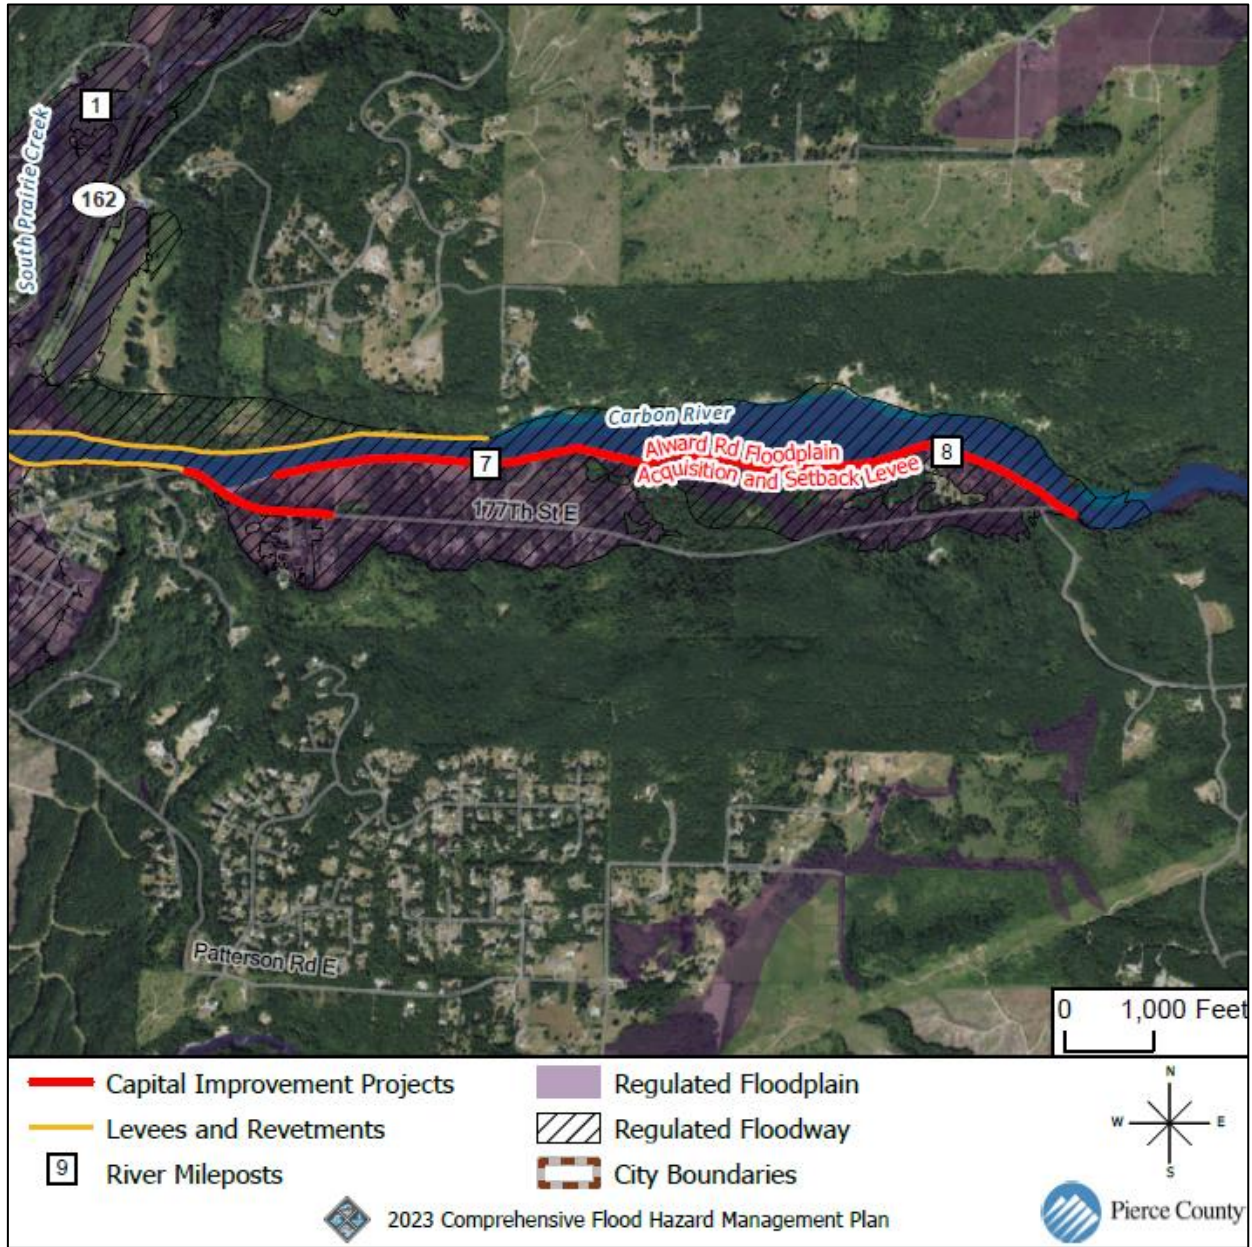 1
South Prairie Creek
162
Carbon River
Alward Rd Floodplain
Acquisition and Setback Levee
8
7
177Th St E
Patterson Rd E
0 1,000 Feet
Capital Improvement Projects
Levees and Revetments
9 River Mileposts
Regulated Floodplain
Regulated Floodway
City Boundaries
N
W E
S
2023 Comprehensive Flood Hazard Management Plan
Pierce County